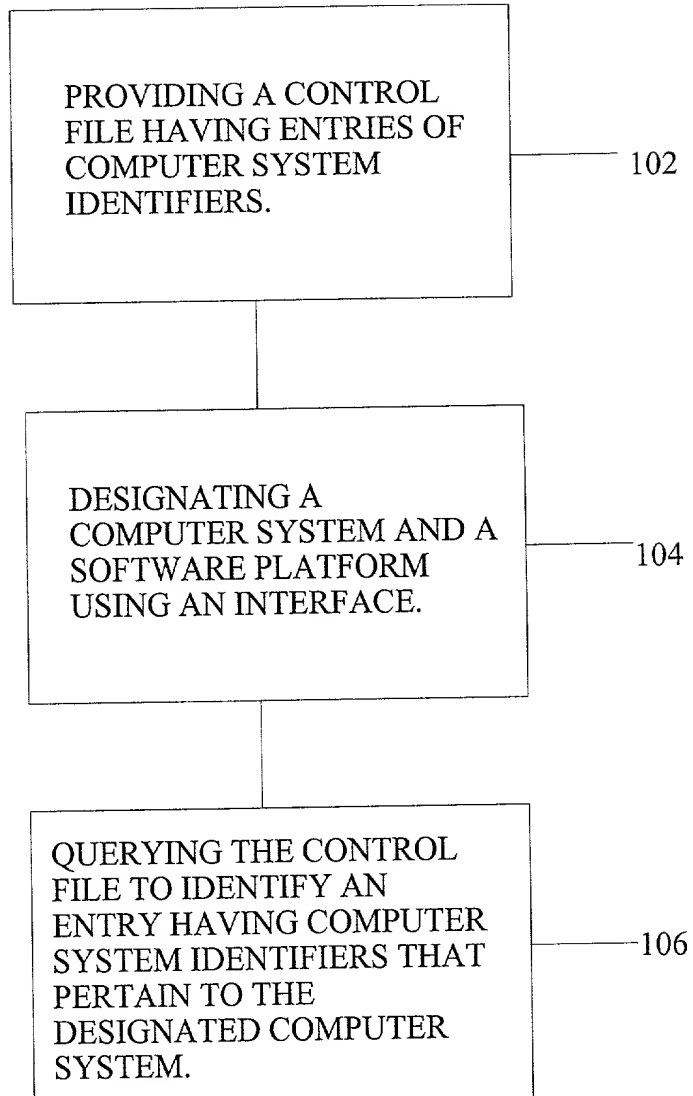 PROVIDING A CONTROL
FILE HAVING ENTRIES OF
COMPUTER SYSTEM
IDENTIFIERS.
102
DESIGNATING A
COMPUTER SYSTEM AND A
SOFTWARE PLATFORM
USING AN INTERFACE.
104
QUERYING THE CONTROL
FILE TO IDENTIFY AN
ENTRY HAVING COMPUTER
SYSTEM IDENTIFIERS THAT
PERTAIN TO THE
DESIGNATED COMPUTER
SYSTEM.
106